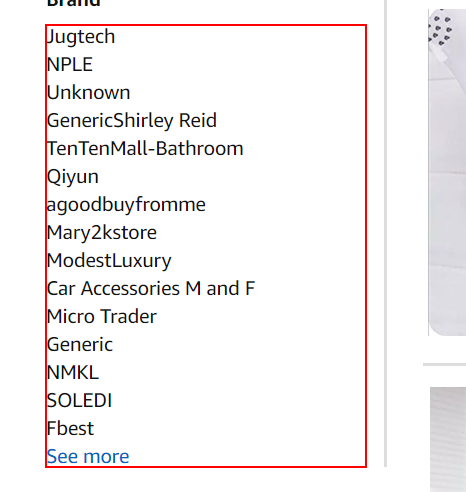 Brand
Jugtech
NPLE
Unknown
GenericShirley Reid
TenTenMall-Bathroom
Qiyun
agoodbuyfromme
Mary2kstore
ModestLuxury
Car Accessories M and F
Micro Trader
Generic
NMKL
SOLEDI
Fbest
See more